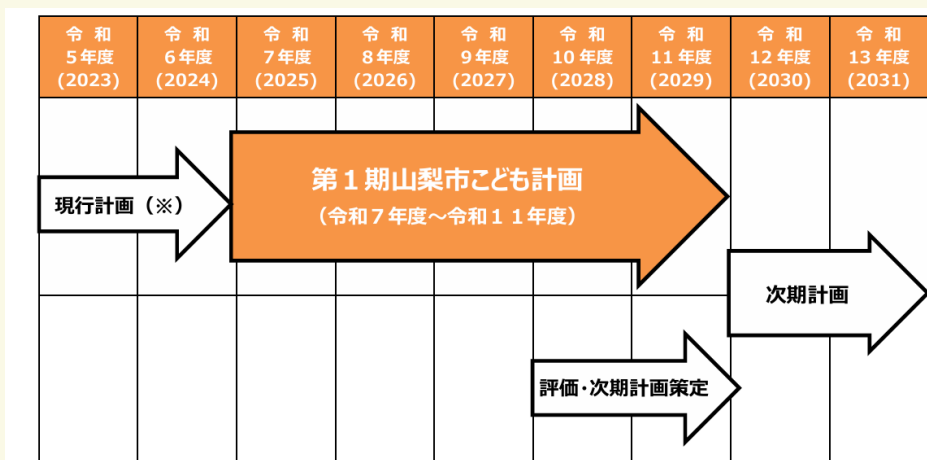 令和
5年度
(2023)
令和
6年度
(2024)
令和
7年度
(2025)
令和
8年度
(2026)
令和
9年度
(2027)
令和
10年度
(2028)
令和
11年度
(2029)
令和
12年度
(2030)
令和
13年度
(2031)
第1期山梨市こども計画
(令和7年度～令和11年度)
現行計画(※)
次期計画
評価・次期計画策定